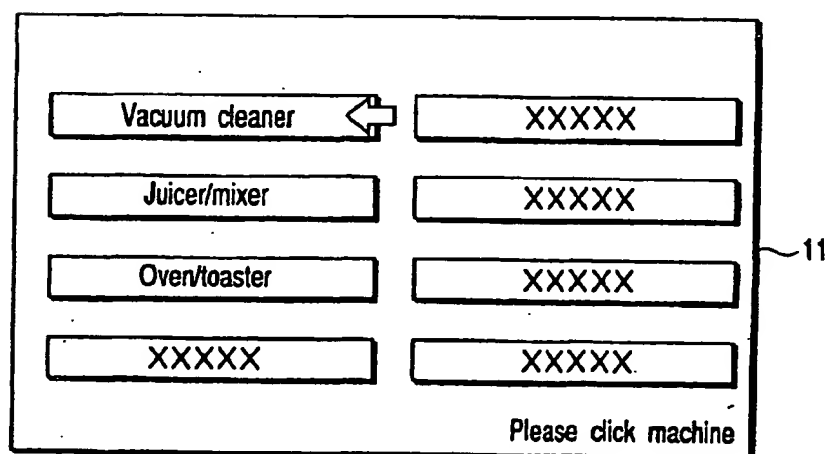 Vacuum cleaner XXXXX
Juicer/mixer XXXXX
Oven/toaster XXXXX
XXXXX XXXXX
Please click machine
11